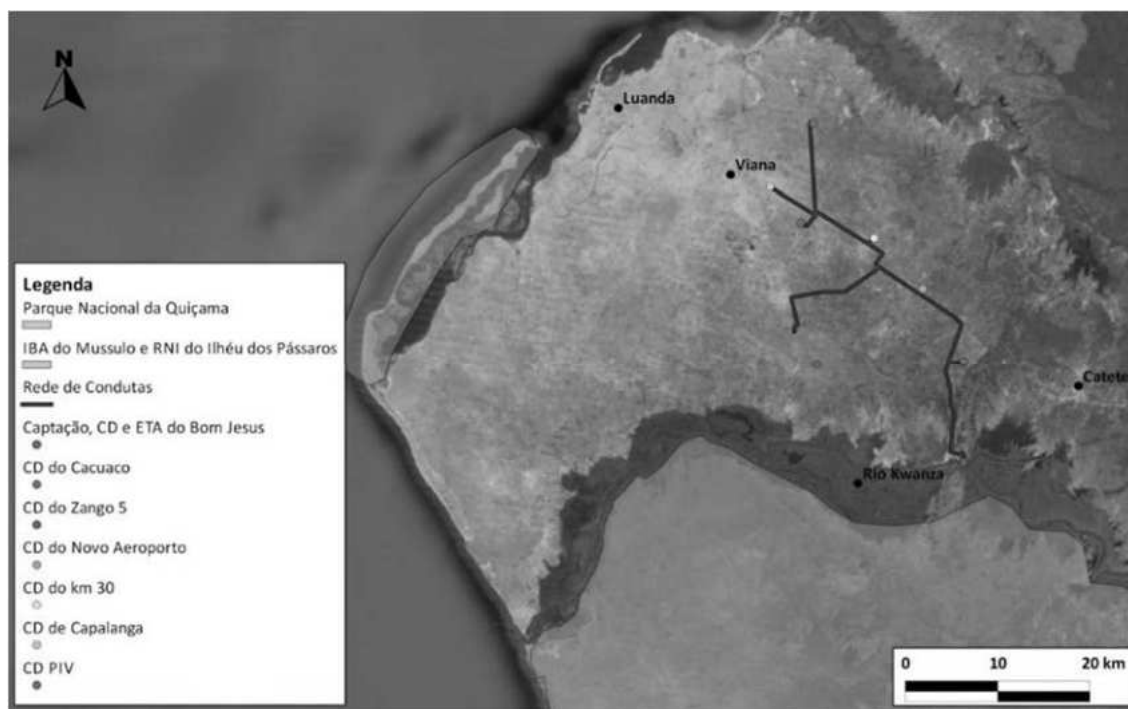 N
Luanda
Viana
Catete
Rio Kwanza
Legenda
Parque Nacional da Quiçama
IBA do Mussulo e RNI do Ilhéu dos Pássaros
Rede de Condutas
Captação, CD e ETA do Bom Jesus
CD do Cacuaco
CD do Zango 5
CD do Novo Aeroporto
CD do km 30
CD de Capalanga
CD PIV
0 10 20 km